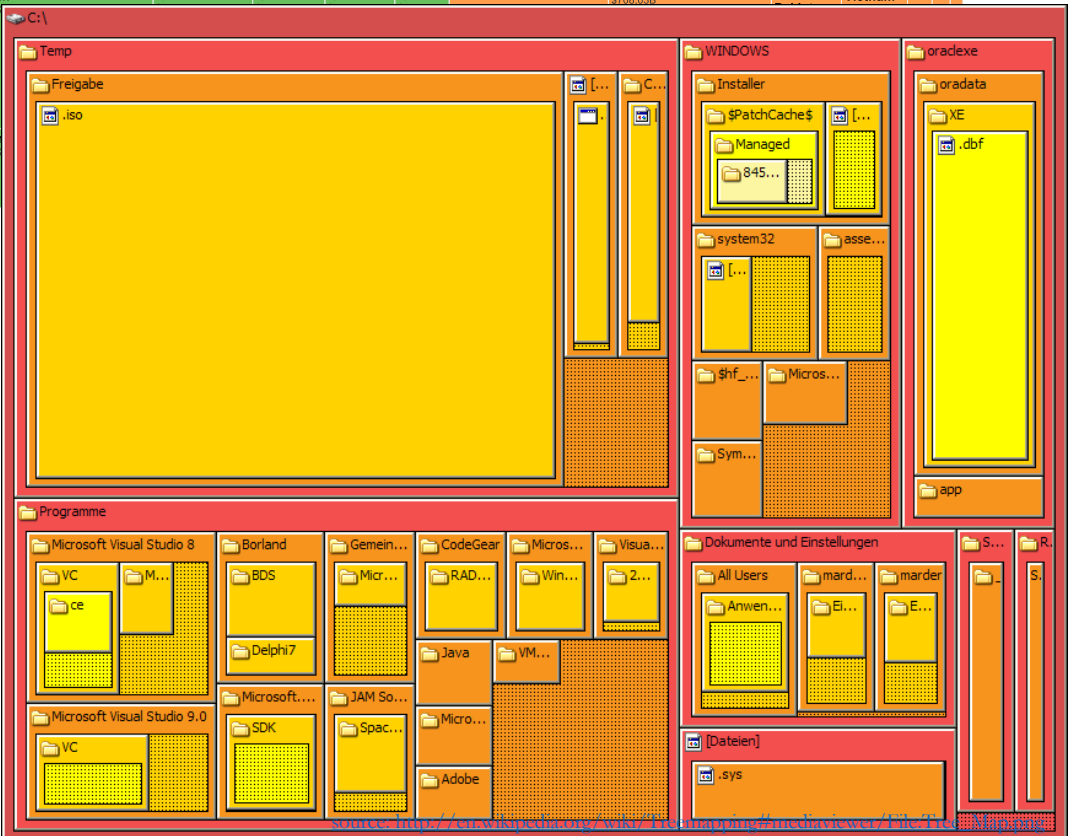 $708.03B
C:\
Temp
Freigabe
.iso
[...
.
C...
[
WINDOWS
Installer
$PatchCache$
Managed
845...
[...
system32
[...
asse...
$hf_...
Micros...
Sym...
oraclexe
oradata
XE
.dbf
app
Programme
Microsoft Visual Studio 8
VC
ce
M...
Borland
BDS
Delphi7
Gemein...
Micr...
CodeGear
RAD...
Micros...
Win...
Visua...
2...
Microsoft Visual Studio 9.0
VC
Microsoft....
SDK
JAM So...
Spac...
Java
VM...
Micro...
Adobe
Dokumente und Einstellungen
All Users
Anwen...
mard...
Ei...
marder
E...
S...
R.
S.
[Dateien]
.sys
source: http://en.wikipedia.org/wiki/Treemapping#mediaviewer/File:Tree_Map.png